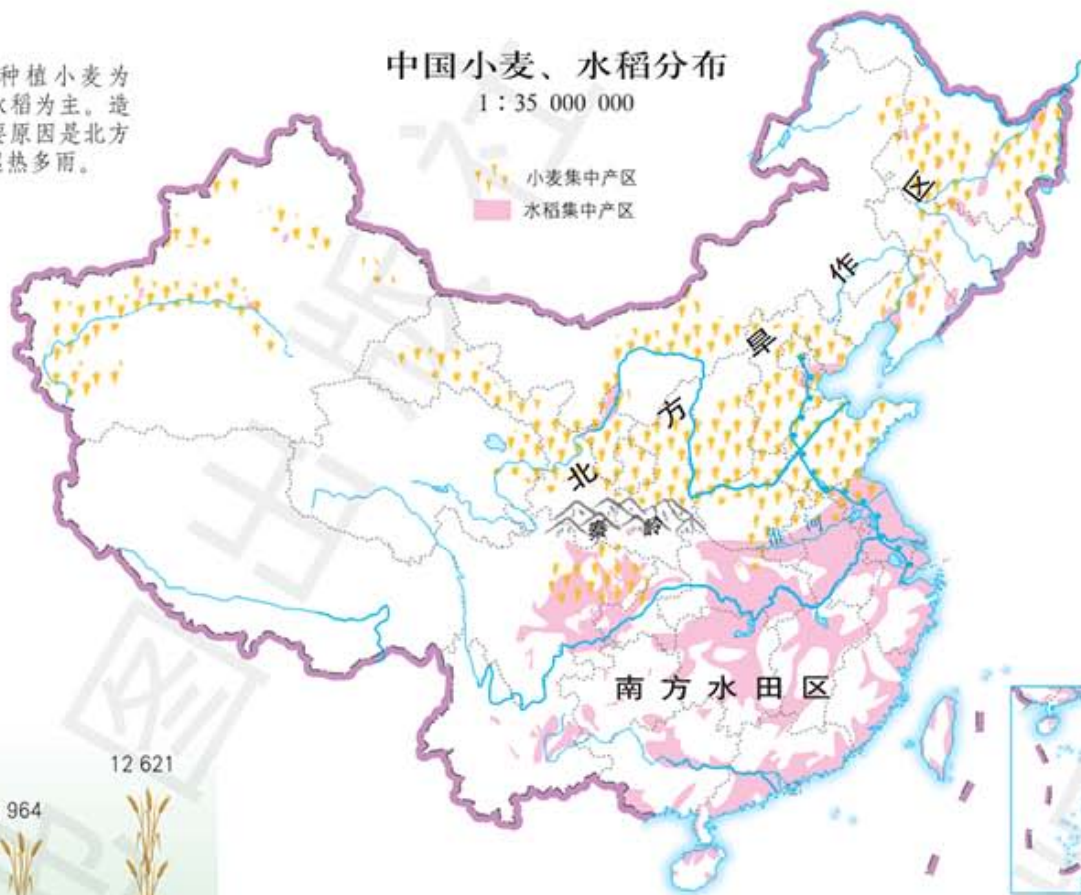 种植小麦为
水稻为主。造
要原因是北方
湿热多雨。
中国小麦、水稻分布
1∶35 000 000
小麦集中产区
水稻集中产区
北方旱作区
秦岭
淮河
南方水田区
12 621
964